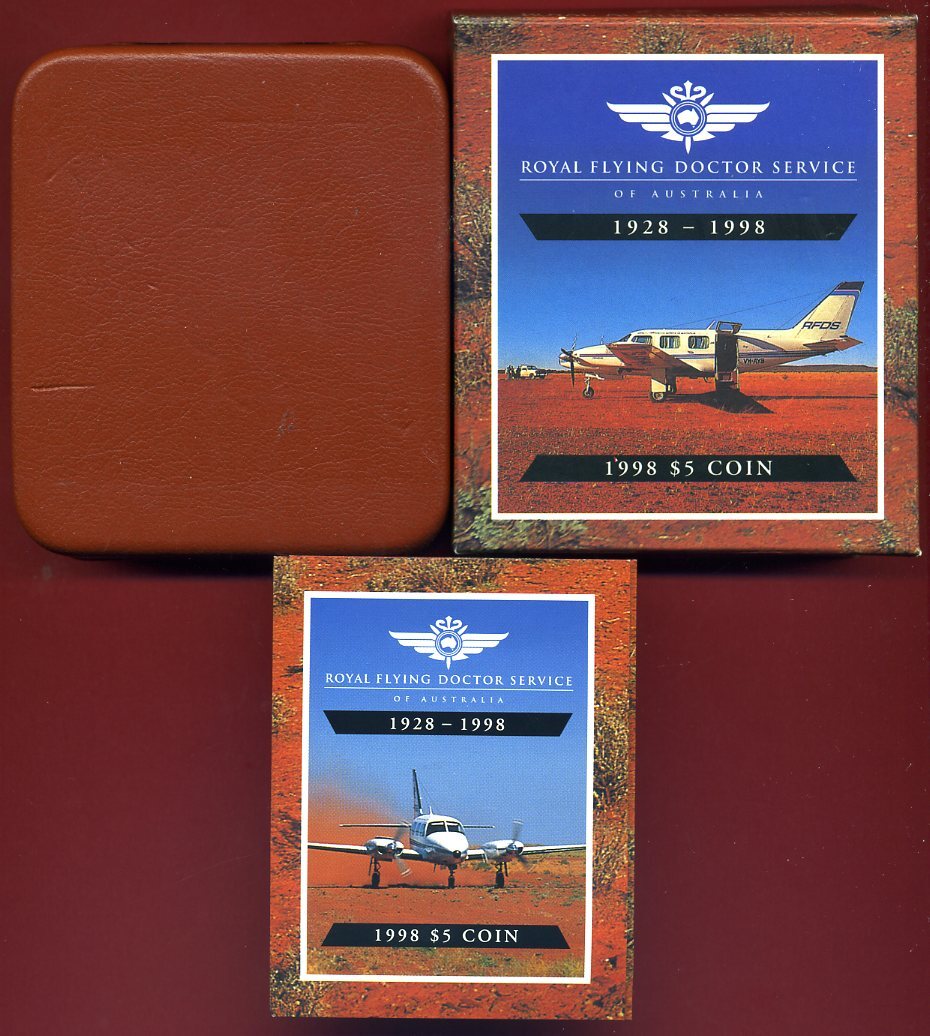 ROYAL FLYING DOCTOR SERVICE
OF AUSTRALIA
1928 – 1998
RFDS
1998 $5 COIN
ROYAL FLYING DOCTOR SERVICE
OF AUSTRALIA
1928 – 1998
1998 $5 COIN